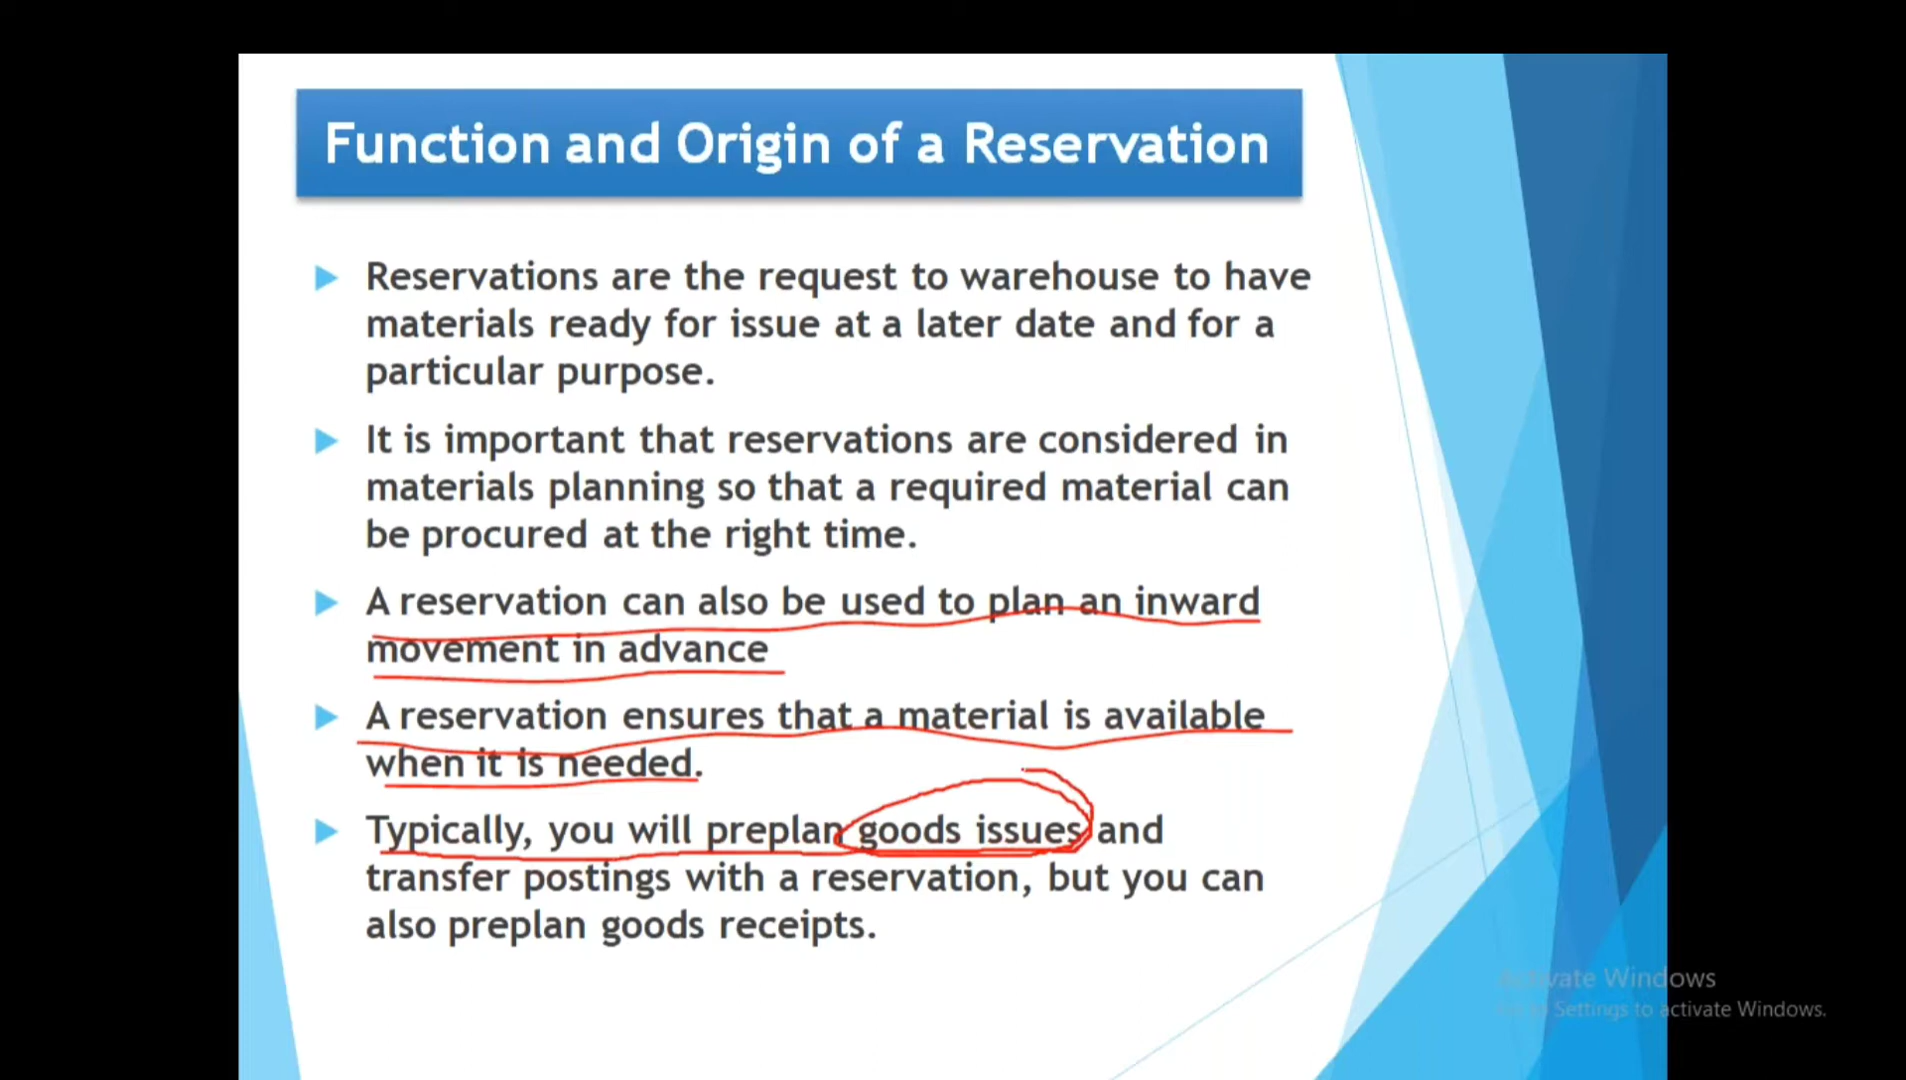 Function and Origin of a Reservation
Reservations are the request to warehouse to have
materials ready for issue at a later date and for a
particular purpose.
It is important that reservations are considered in
materials planning so that a required material can
be procured at the right time.
A reservation can also be used to plan an inward
movement in advance
A reservation ensures that a material is available
when it is needed.
Typically, you will preplan goods issues and
transfer postings with a reservation, but you can
also preplan goods receipts.
Activate Windows
Settings to activate Windows.